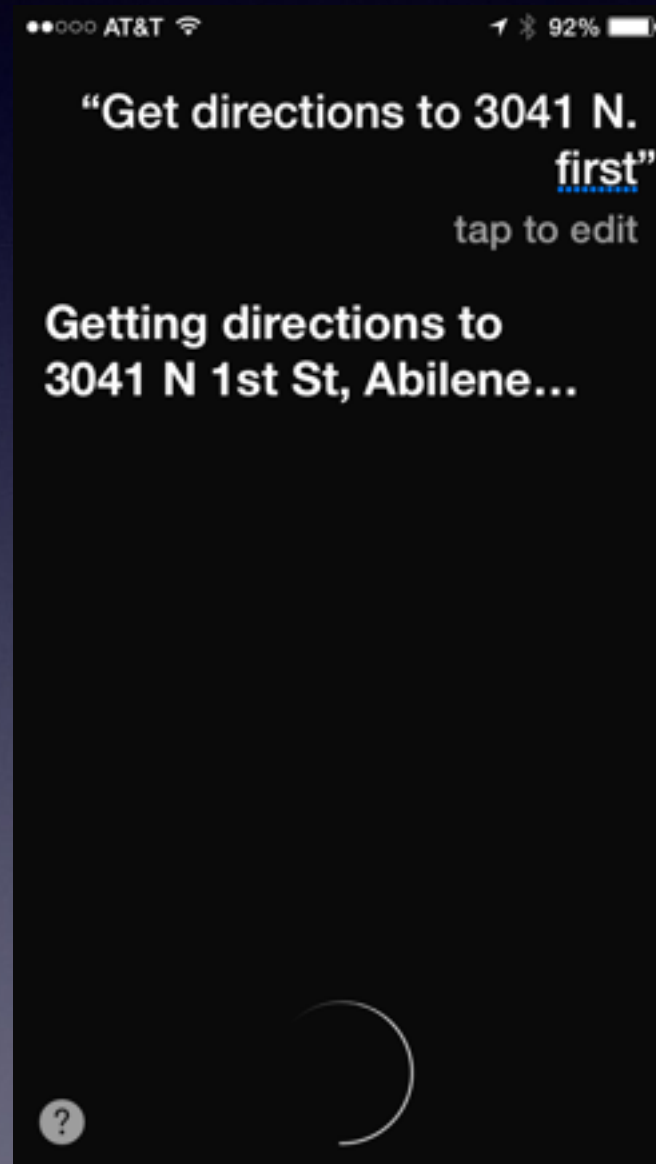 AT&T 92%
“Get directions to 3041 N.
first”
tap to edit
Getting directions to
3041 N 1st St, Abilene...
?